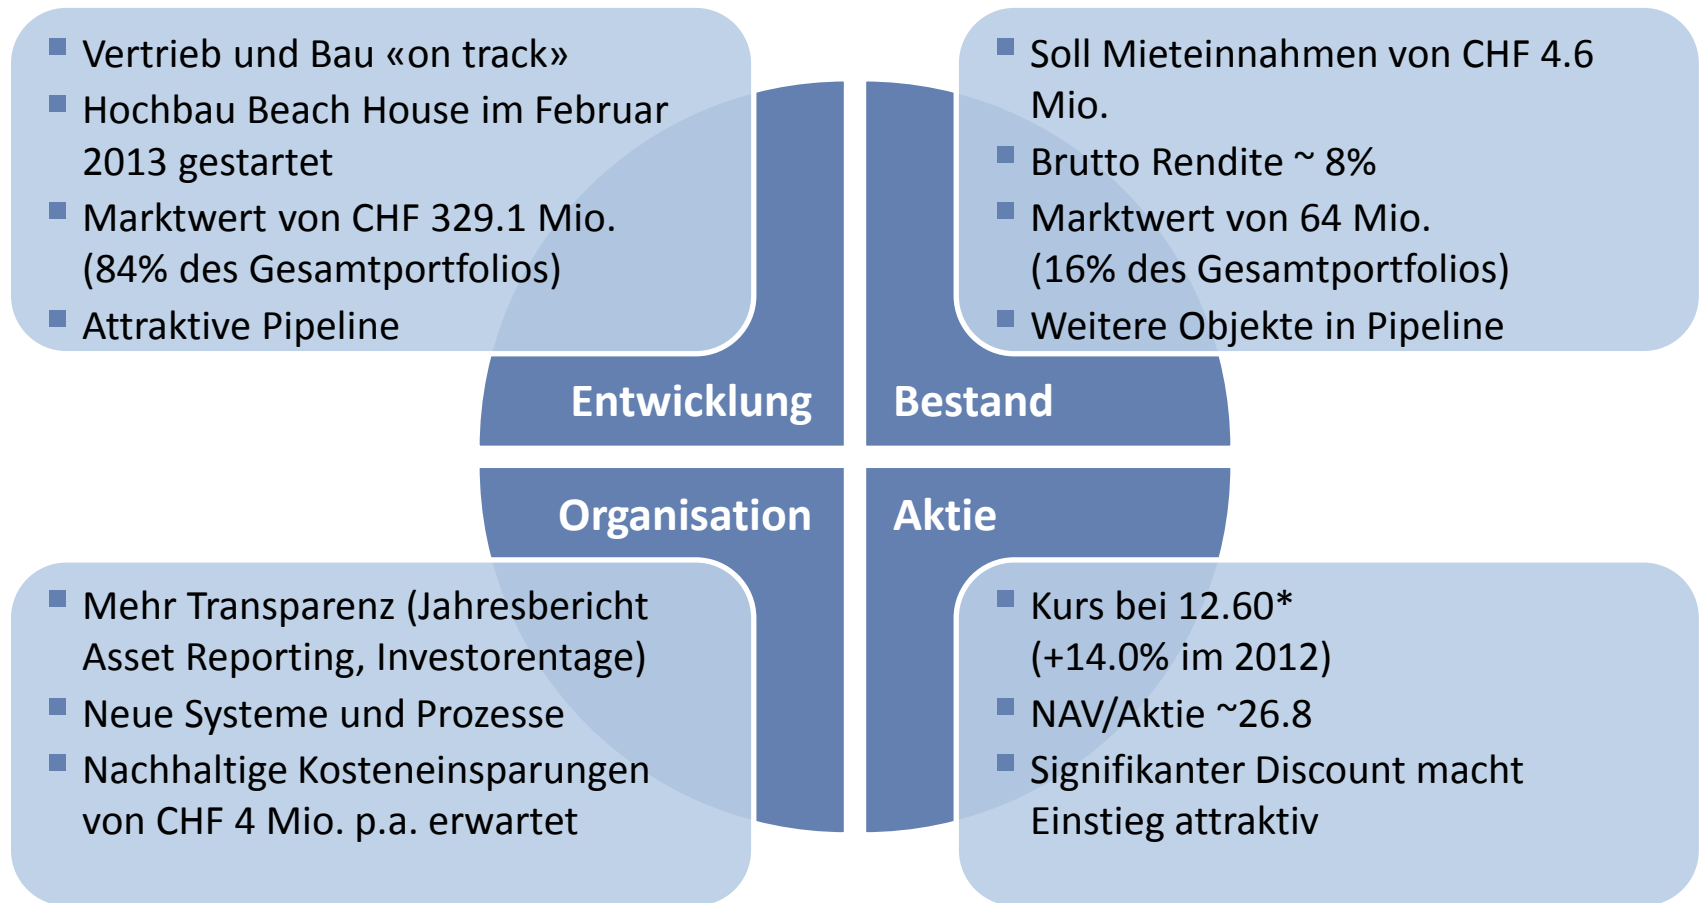 Vertrieb und Bau «on track»
Hochbau Beach House im Februar
2013 gestartet
Marktwert von CHF 329.1 Mio.
(84% des Gesamtportfolios)
Attraktive Pipeline
Soll Mieteinnahmen von CHF 4.6
Mio.
Brutto Rendite ~ 8%
Marktwert von 64 Mio.
(16% des Gesamtportfolios)
Weitere Objekte in Pipeline
Entwicklung
Bestand
Organisation
Aktie
Mehr Transparenz (Jahresbericht
Asset Reporting, Investorentage)
Neue Systeme und Prozesse
Nachhaltige Kosteneinsparungen
von CHF 4 Mio. p.a. erwartet
Kurs bei 12.60*
(+14.0% im 2012)
NAV/Aktie ~26.8
Signifikanter Discount macht
Einstieg attraktiv